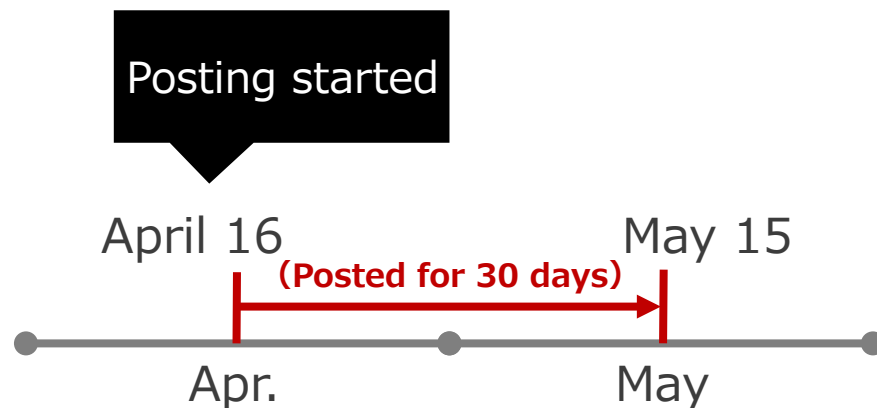 Posting started
April 16
May 15
（Posted for 30 days）
Apr.
May